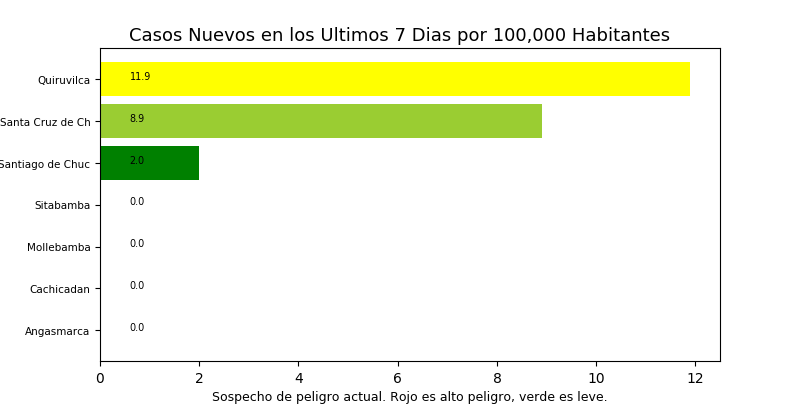 Casos Nuevos en los Ultimos 7 Dias por 100,000 Habitantes
Quiruvilca 11.9
Santa Cruz de Ch 8.9
Santiago de Chuc 2.0
Sitabamba 0.0
Mollebamba 0.0
Cachicadan 0.0
Angasmarca 0.0
0 2 4 6 8 10 12
Sospecho de peligro actual. Rojo es alto peligro, verde es leve.